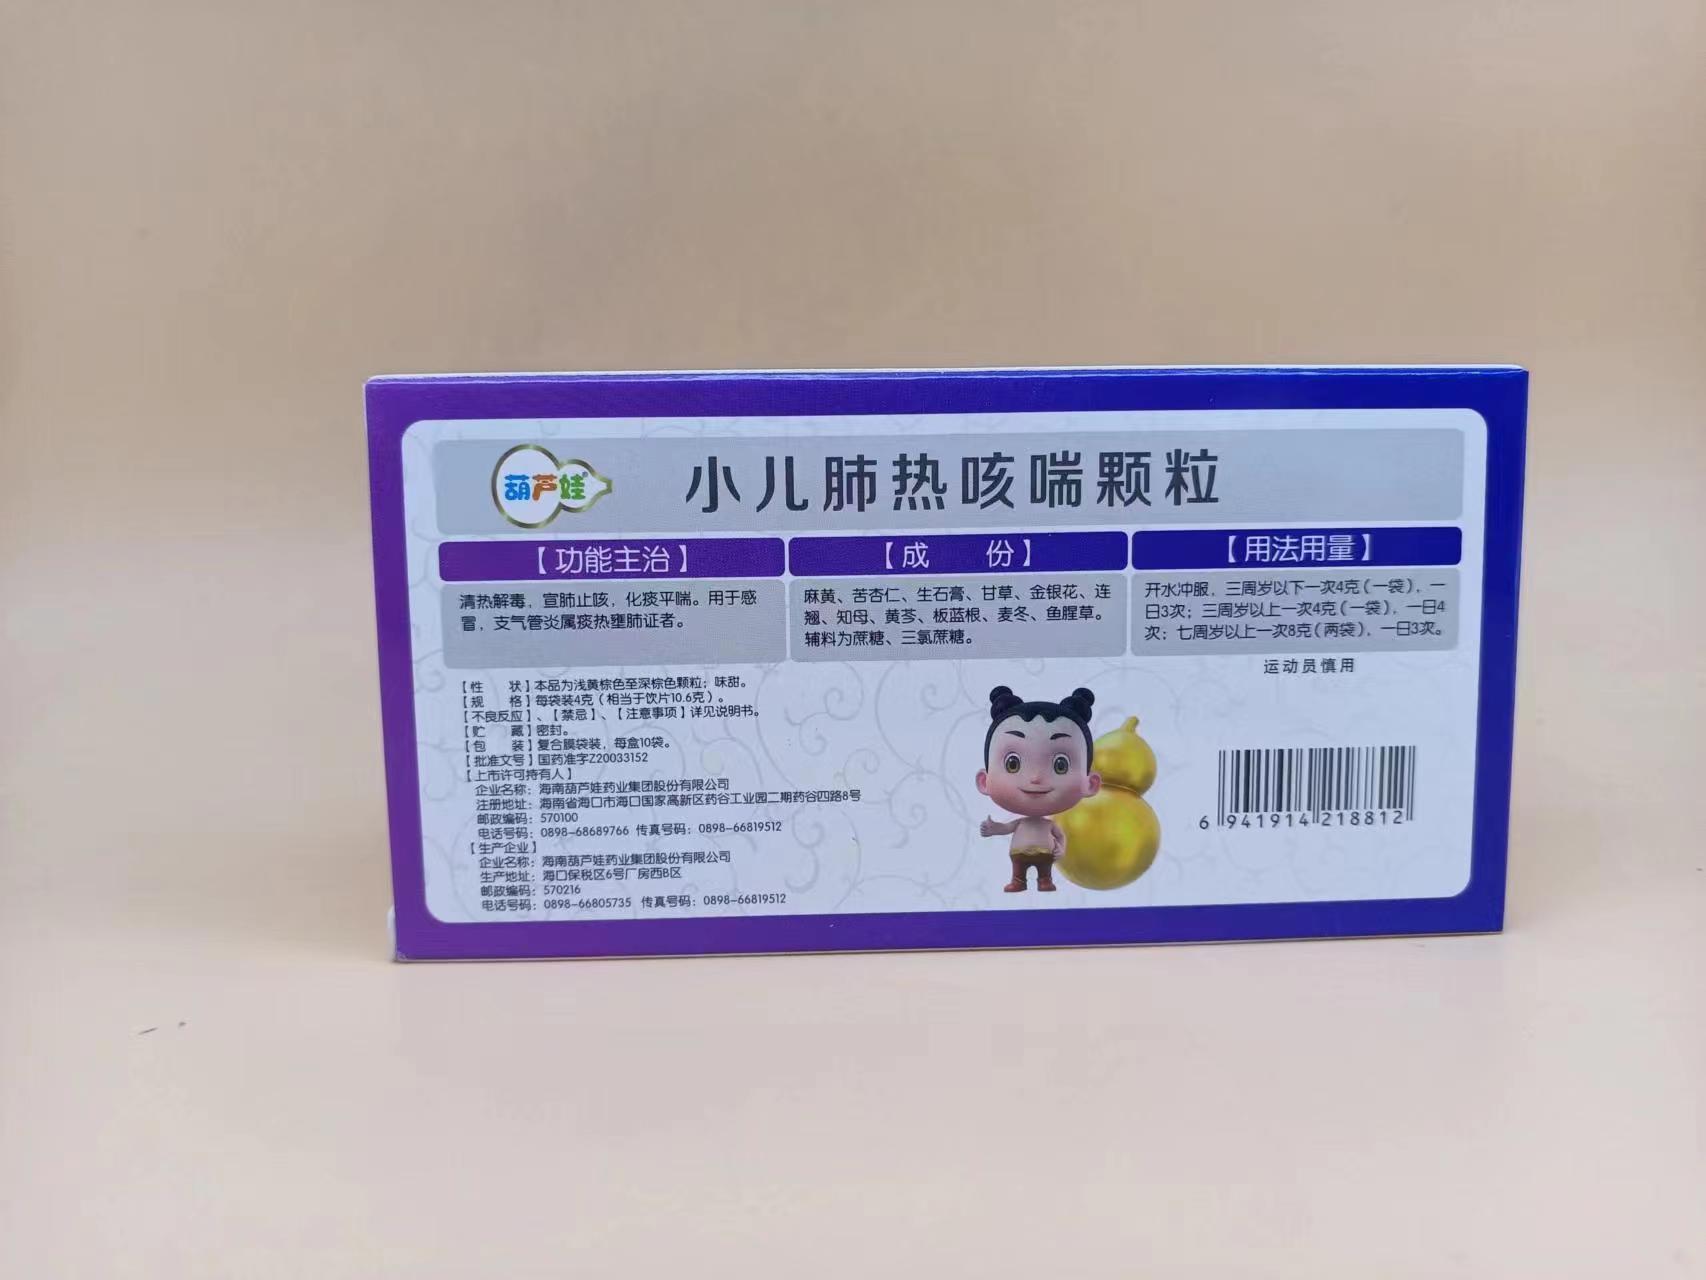 葫芦娃®
小儿肺热咳喘颗粒
【功能主治】
清热解毒，宣肺止咳，化痰平喘。用于感
冒，支气管炎属痰热壅肺证者。
【成 份】
麻黄、苦杏仁、生石膏、甘草、金银花、连
翘、知母、黄芩、板蓝根、麦冬、鱼腥草。
辅料为蔗糖、三氯蔗糖。
【用法用量】
开水冲服，三周岁以下一次4克（一袋），一
日3次；三周岁以上一次4克（一袋），一日4
次；七周岁以上一次8克（两袋），一日3次。
运动员慎用
【性 状】本品为浅黄棕色至深棕色颗粒；味甜。
【规 格】每袋装4克（相当于饮片10.6克）。
【不良反应】、【禁忌】、【注意事项】详见说明书。
【贮 藏】密封。
【包 装】复合膜袋装，每盒10袋。
【批准文号】国药准字Z20033152
【上市许可持有人】
企业名称：海南葫芦娃药业集团股份有限公司
注册地址：海南省海口市海口国家高新区药谷工业园二期药谷四路8号
邮政编码：570100
电话号码：0898-68689766 传真号码：0898-66819512
【生产企业】
企业名称：海南葫芦娃药业集团股份有限公司
生产地址：海口保税区6号厂房西B区
邮政编码：570216
电话号码：0898-66805735 传真号码：0898-66819512
6 941914 218812